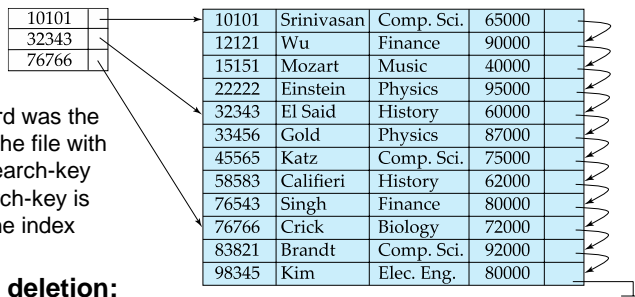 10101
32343
76766
10101 Srinivasan Comp. Sci. 65000
12121 Wu Finance 90000
15151 Mozart Music 40000
22222 Einstein Physics 95000
32343 El Said History 60000
33456 Gold Physics 87000
45565 Katz Comp. Sci. 75000
58583 Califieri History 62000
76543 Singh Finance 80000
76766 Crick Biology 72000
83821 Brandt Comp. Sci. 92000
98345 Kim Elec. Eng. 80000
rd was the
he file with
earch-key
ch-key is
ne index
deletion: